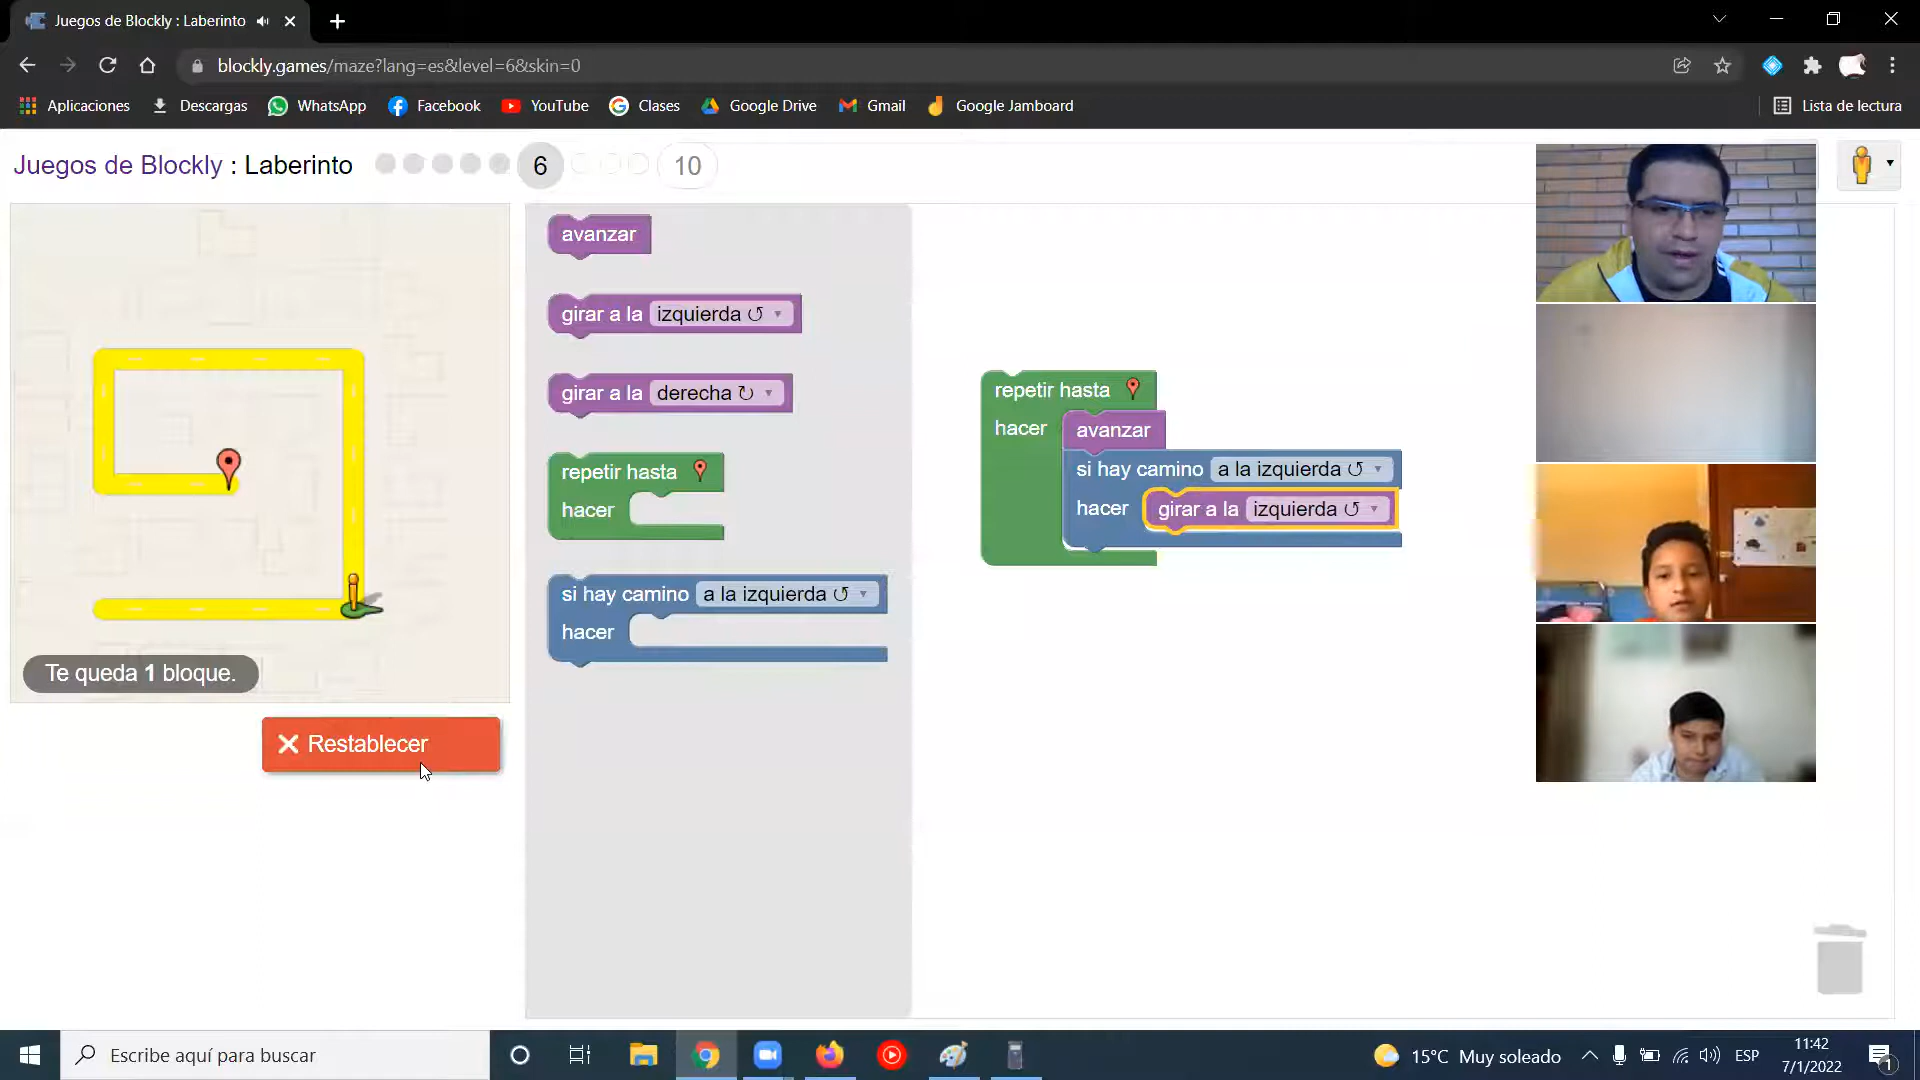 Juegos de Blockly : Laberinto
blockly.games/maze?lang=es&level=6&skin=0
Aplicaciones
Descargas
WhatsApp
Facebook
YouTube
Clases
Google Drive
Gmail
Google Jamboard
Lista de lectura
Juegos de Blockly : Laberinto
6
10
Te queda 1 bloque.
Restablecer
avanzar
girar a la izquierda ↺
girar a la derecha ↻
repetir hasta
hacer
si hay camino a la izquierda ↺
hacer
repetir hasta
hacer
avanzar
si hay camino a la izquierda ↺
hacer
girar a la izquierda ↺
Escribe aquí para buscar
15°C Muy soleado
ESP
11:42
7/1/2022
1